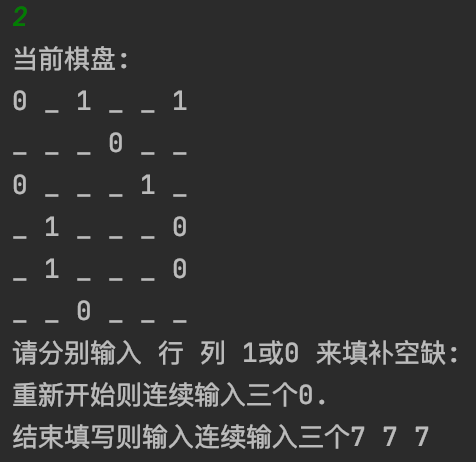 2
当前棋盘:
0 _ 1 _ _ 1
_ _ _ 0 _ _
0 _ _ _ 1 _
_ 1 _ _ _ 0
_ 1 _ _ _ 0
_ _ 0 _ _ _
请分别输入 行 列 1或0 来填补空缺:
重新开始则连续输入三个0.
结束填写则输入连续输入三个7 7 7